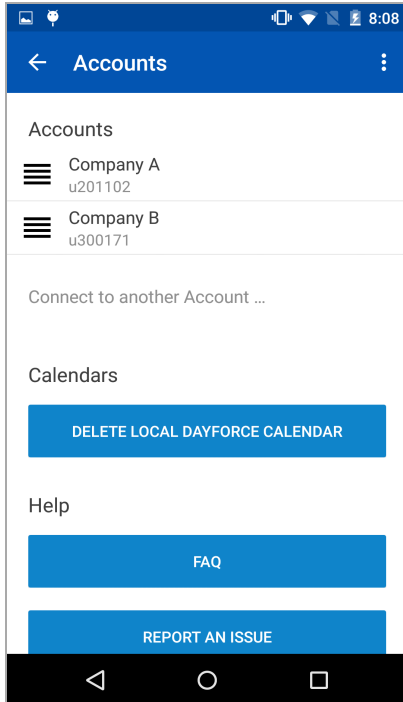 8:08
Accounts
Accounts
Company A
u201102
Company B
u300171
Connect to another Account ...
Calendars
DELETE LOCAL DAYFORCE CALENDAR
Help
FAQ
REPORT AN ISSUE